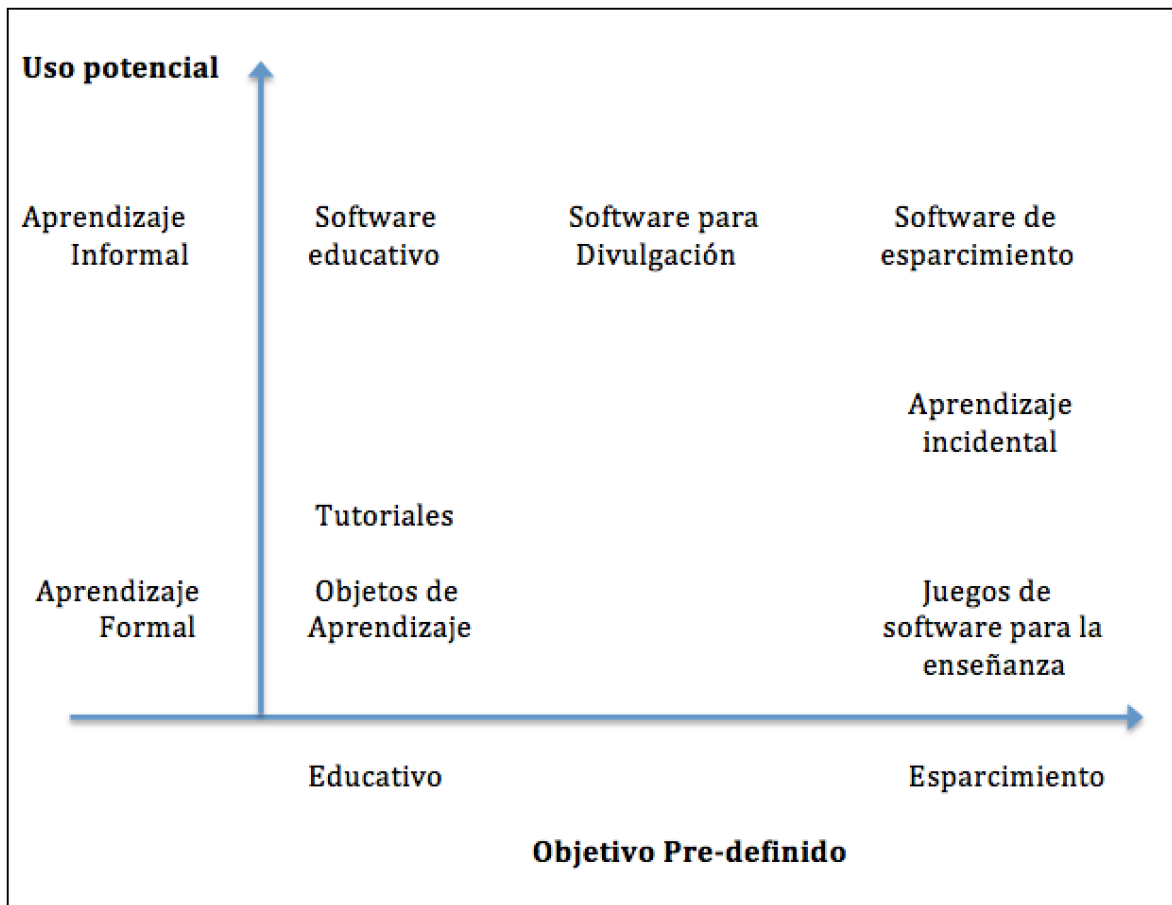 Uso potencial
Aprendizaje
Informal
Software
educativo
Software para
Divulgación
Software de
esparcimiento
Aprendizaje
incidental
Tutoriales
Aprendizaje
Formal
Objetos de
Aprendizaje
Juegos de
software para la
enseñanza
Educativo
Esparcimiento
Objetivo Pre-definido